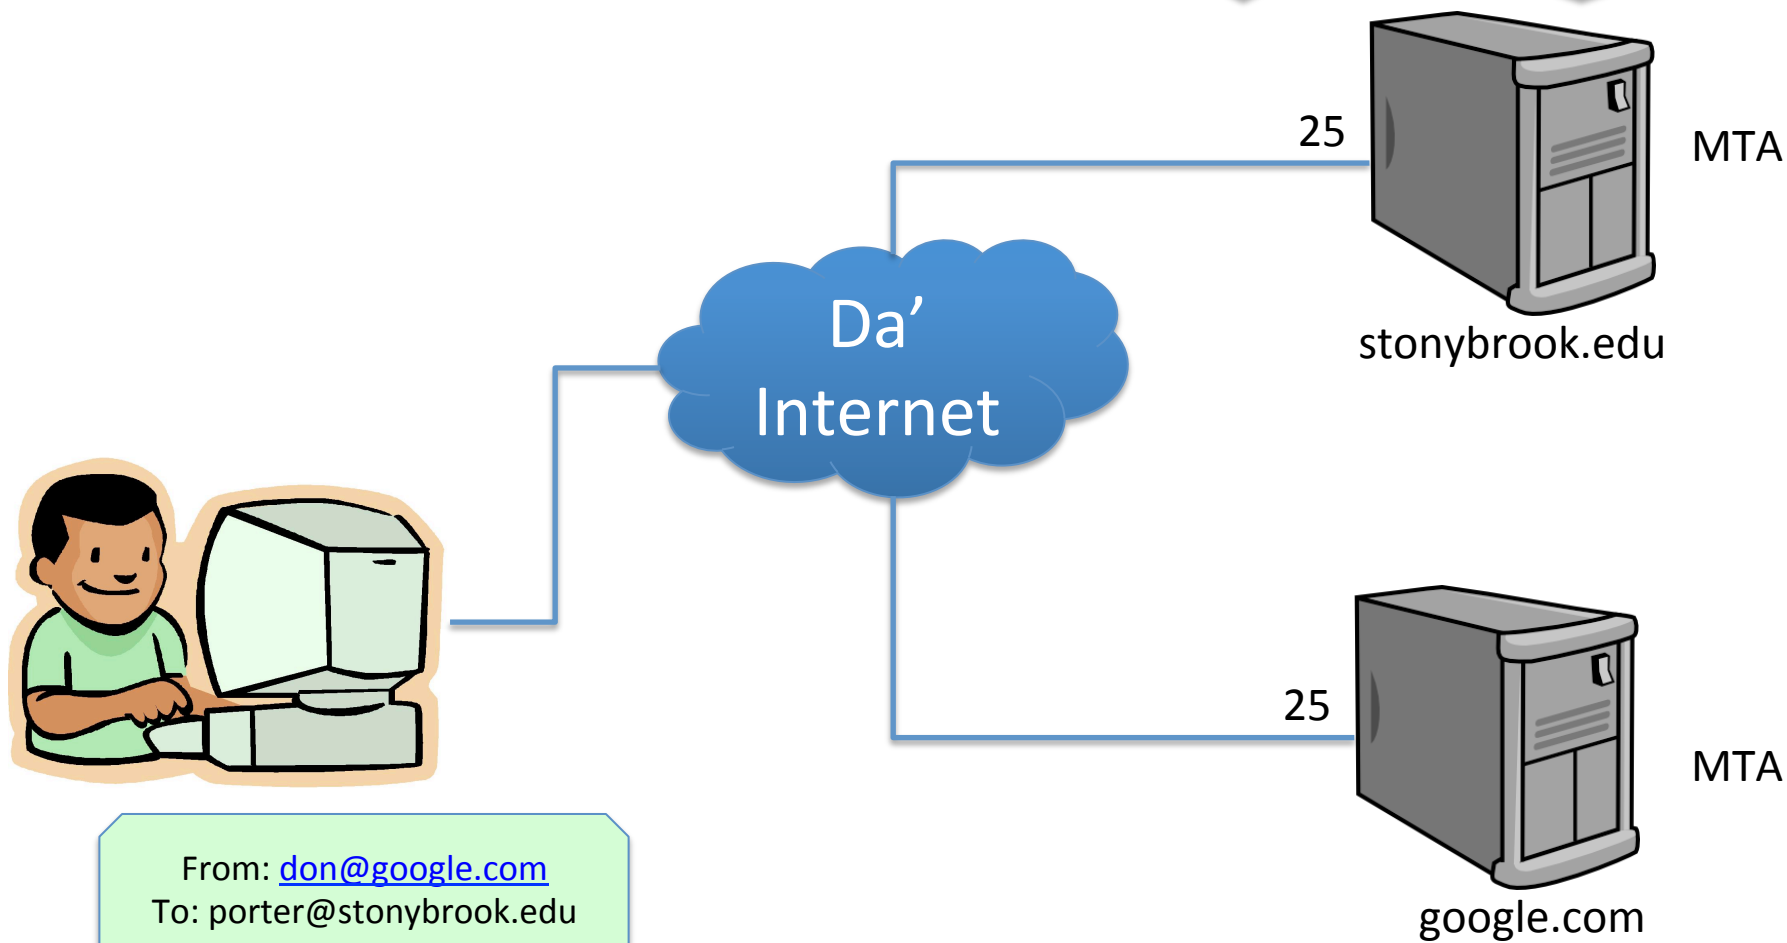 25
MTA
stonybrook.edu
Da’
Internet
25
MTA
google.com
From: don@google.com
To: porter@stonybrook.edu